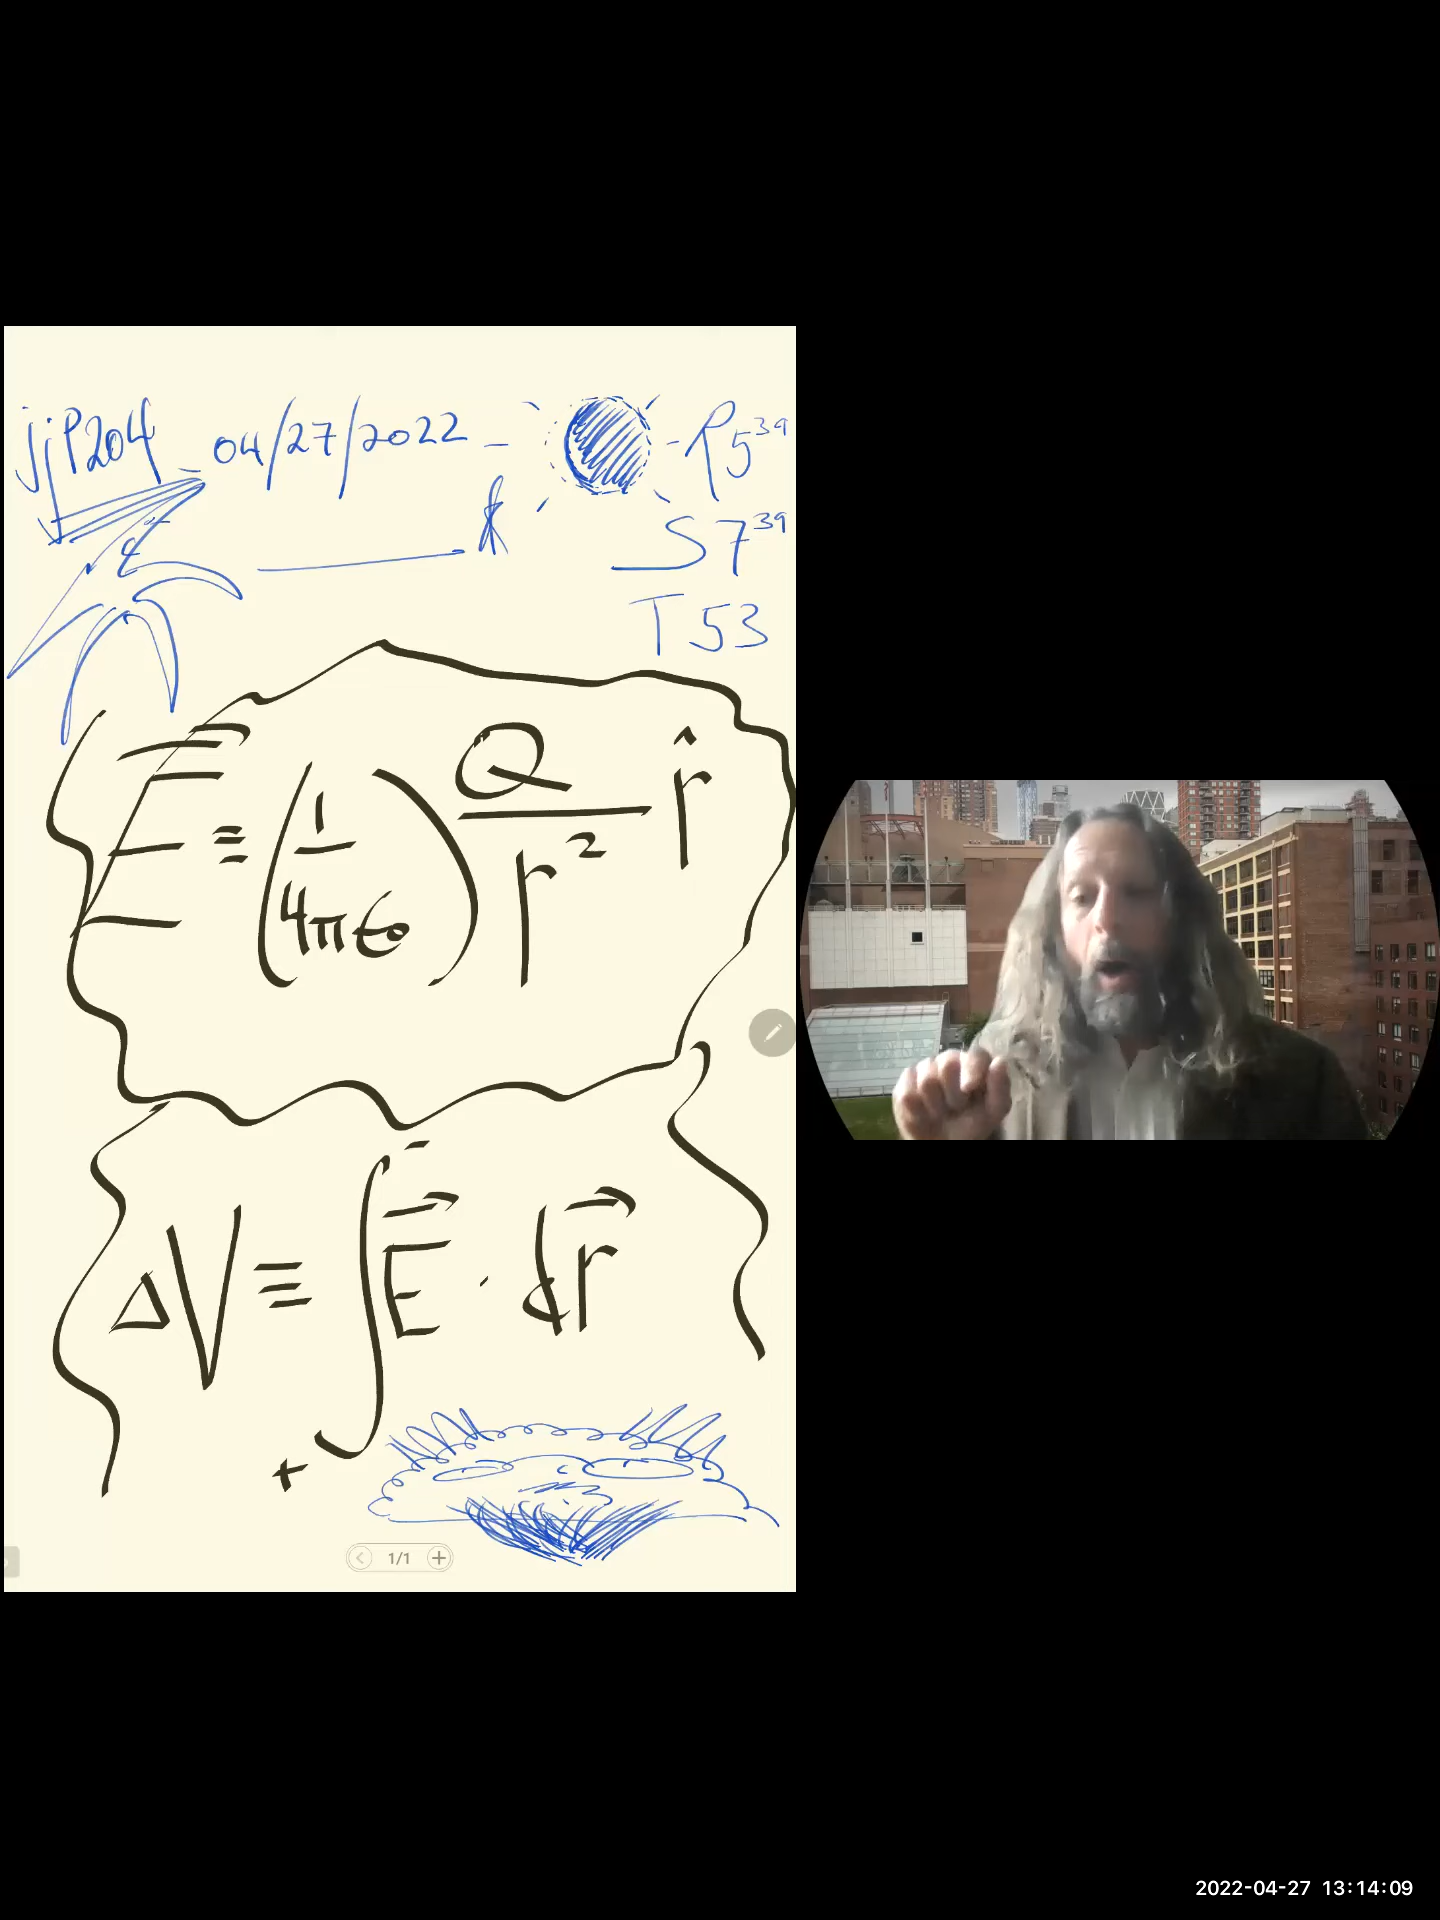 jjP204 04/27/2022 - R5³⁹
S7³⁹
T 53
E⃗ ≡ (1/4πϵ₀) Q/r² r̂
ΔV ≡ ∫₊⁻ E⃗ · dr⃗
1/1
2022-04-27 13:14:09